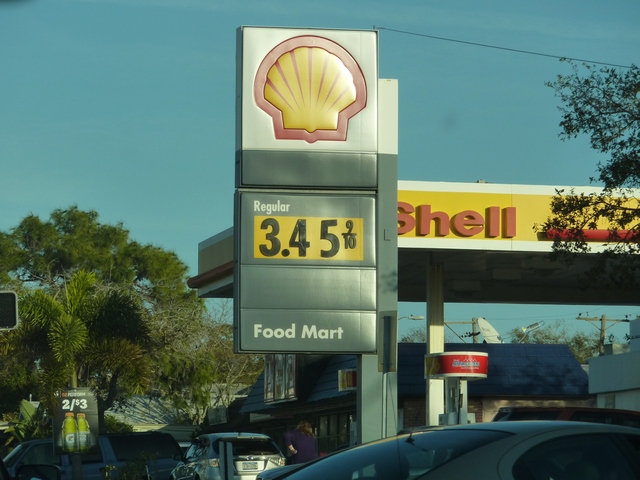 Regular
3.45 9/10
Food Mart
Shell
2/$3